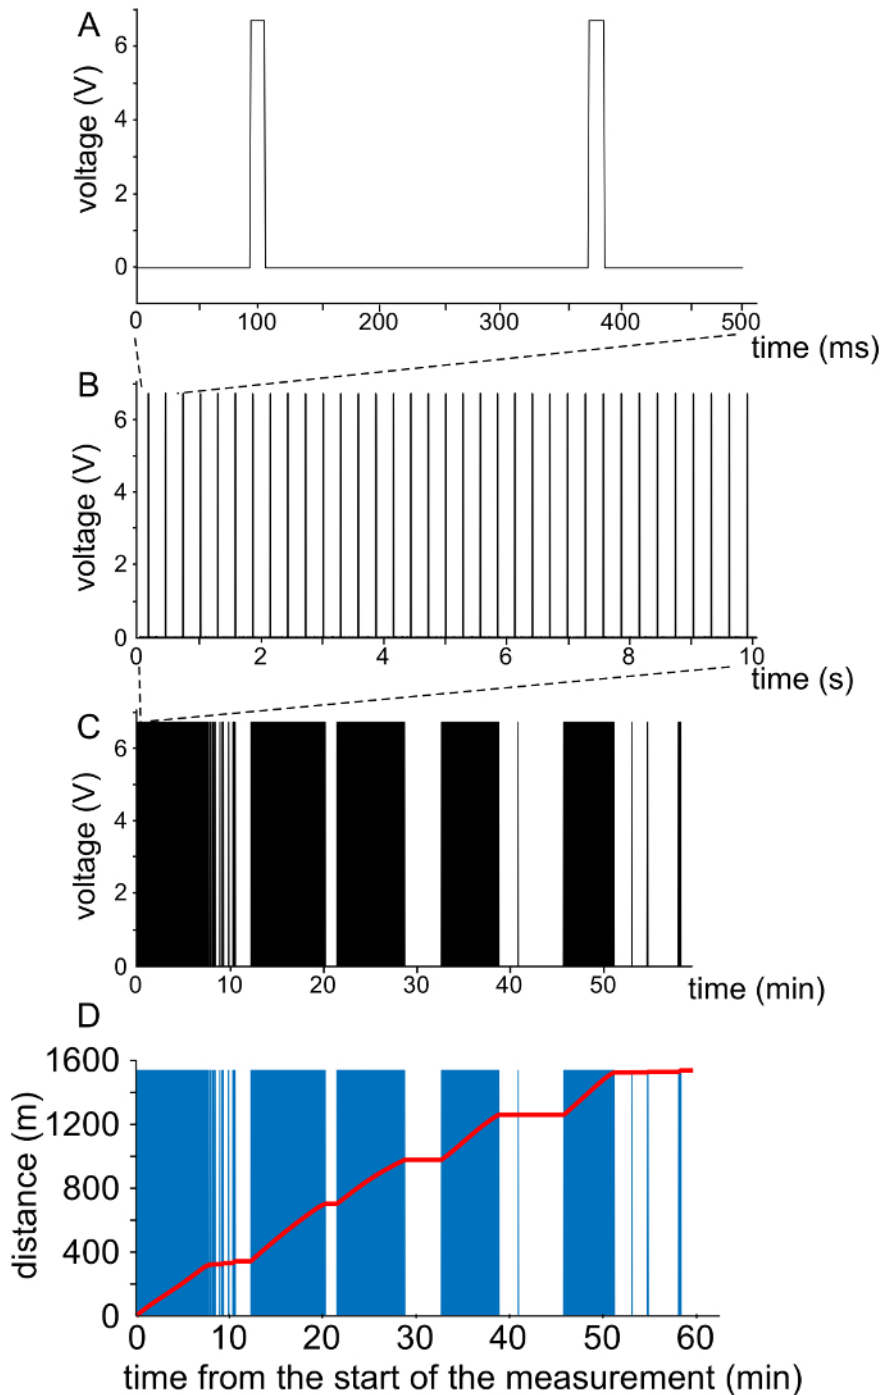 A
voltage (V)
6
4
2
0
0 100 200 300 400 500
time (ms)
B
voltage (V)
6
4
2
0
2 4 6 8 10
time (s)
C
voltage (V)
6
4
2
0
0 10 20 30 40 50
time (min)
D
distance (m)
1600
1200
800
400
0
0 10 20 30 40 50 60
time from the start of the measurement (min)